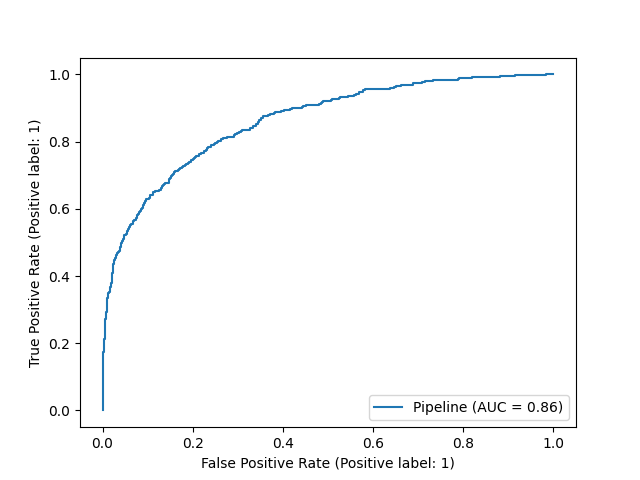 1.0
0.8
0.6
0.4
0.2
0.0
True Positive Rate (Positive label: 1)
Pipeline (AUC = 0.86)
0.0 0.2 0.4 0.6 0.8 1.0
False Positive Rate (Positive label: 1)